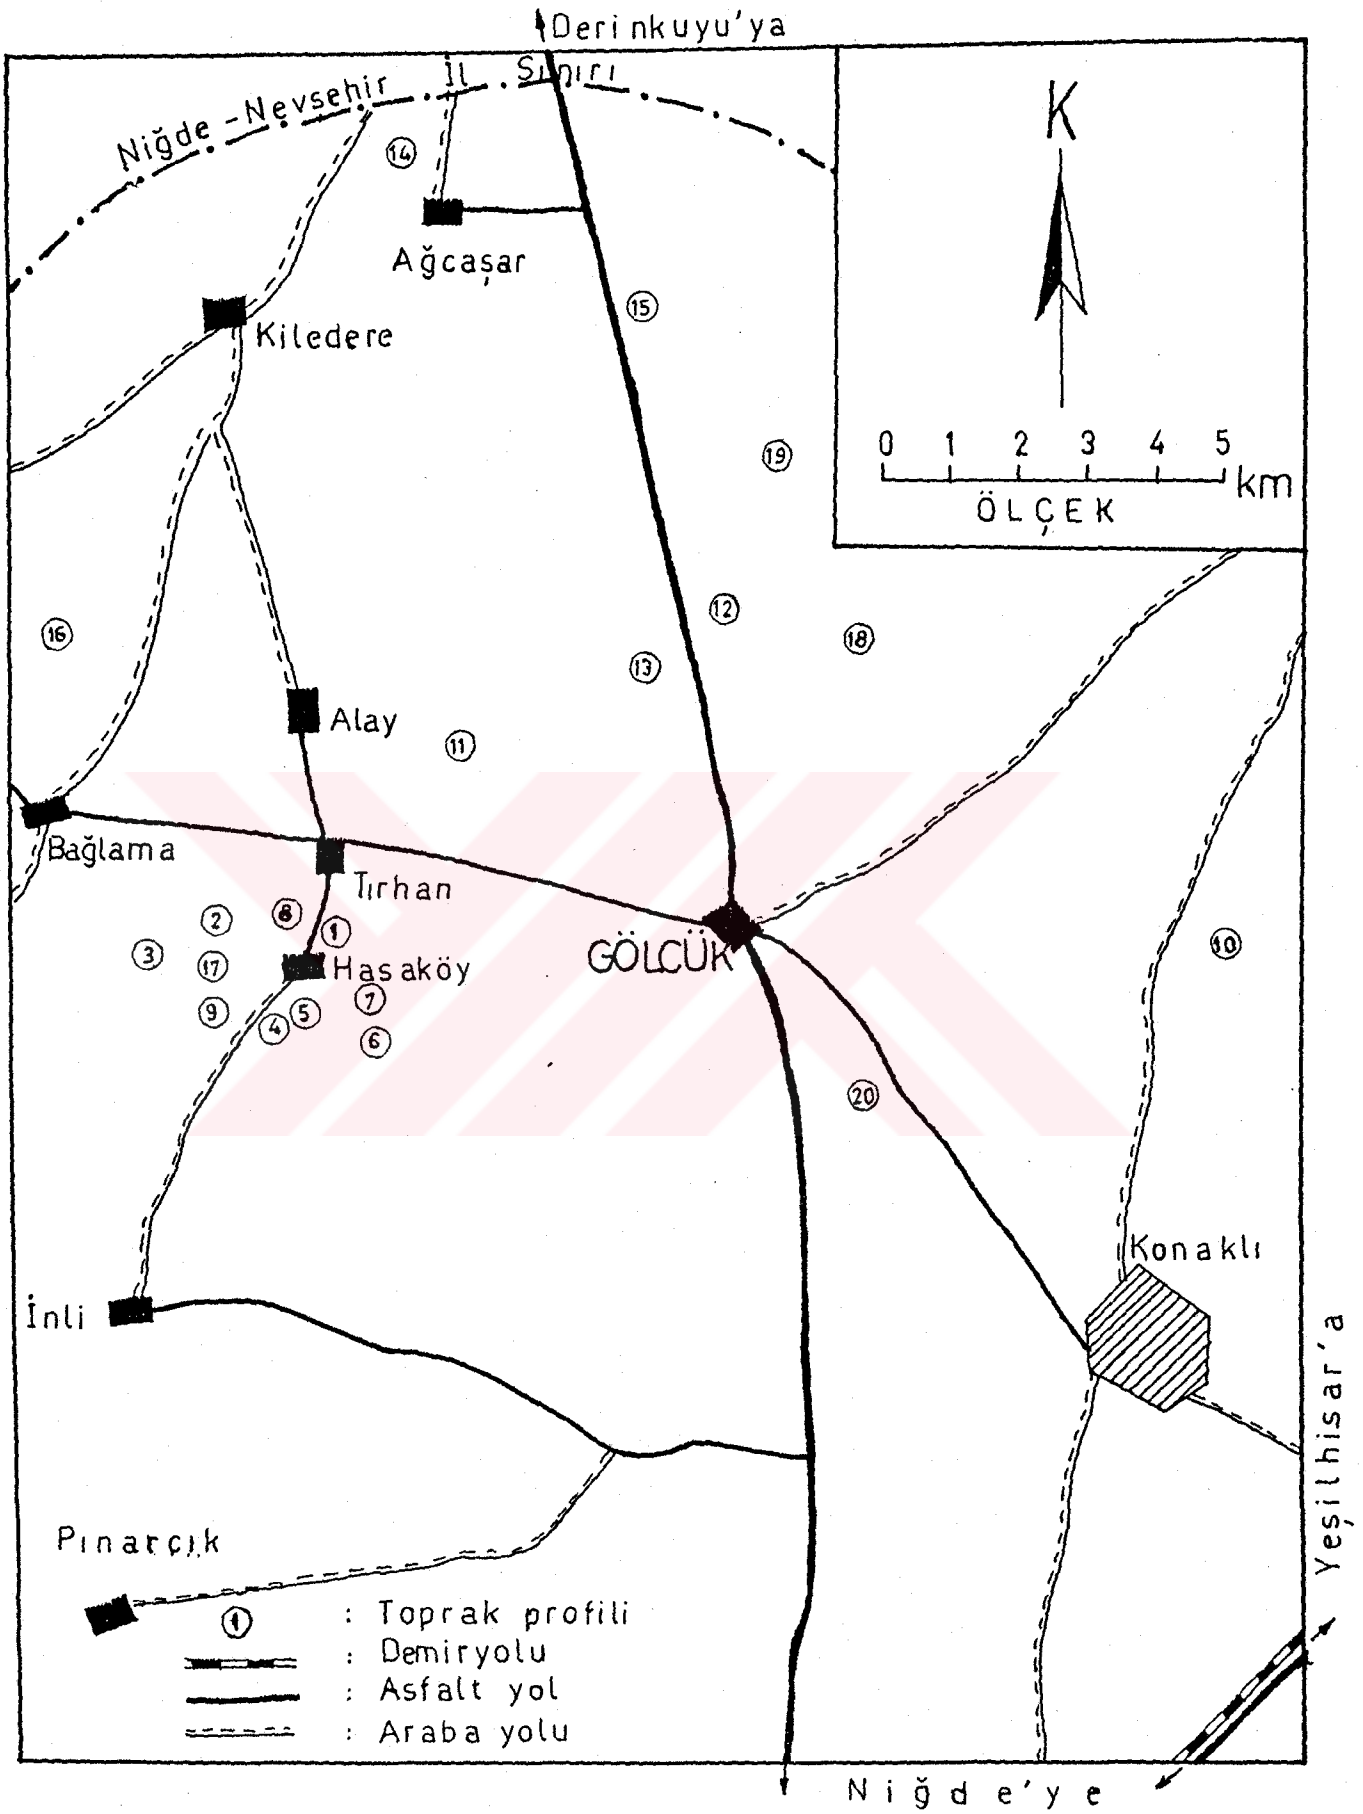 Derinkuyu'ya
Niğde-Nevsehir İl Sınırı
K
14
Ağcaşar
15
Kiledere
0 1 2 3 4 5 km
ÖLÇEK
19
12
16
18
13
Alay
11
Bağlama
Tırhan
2
8
1
GÖLCÜK
10
3
17
Hasaköy
7
9
4
5
6
20
Konaklı
İnli
Yeşilhisar'a
Pınarçık
1 : Toprak profili
: Demiryolu
: Asfalt yol
: Araba yolu
Niğde'ye